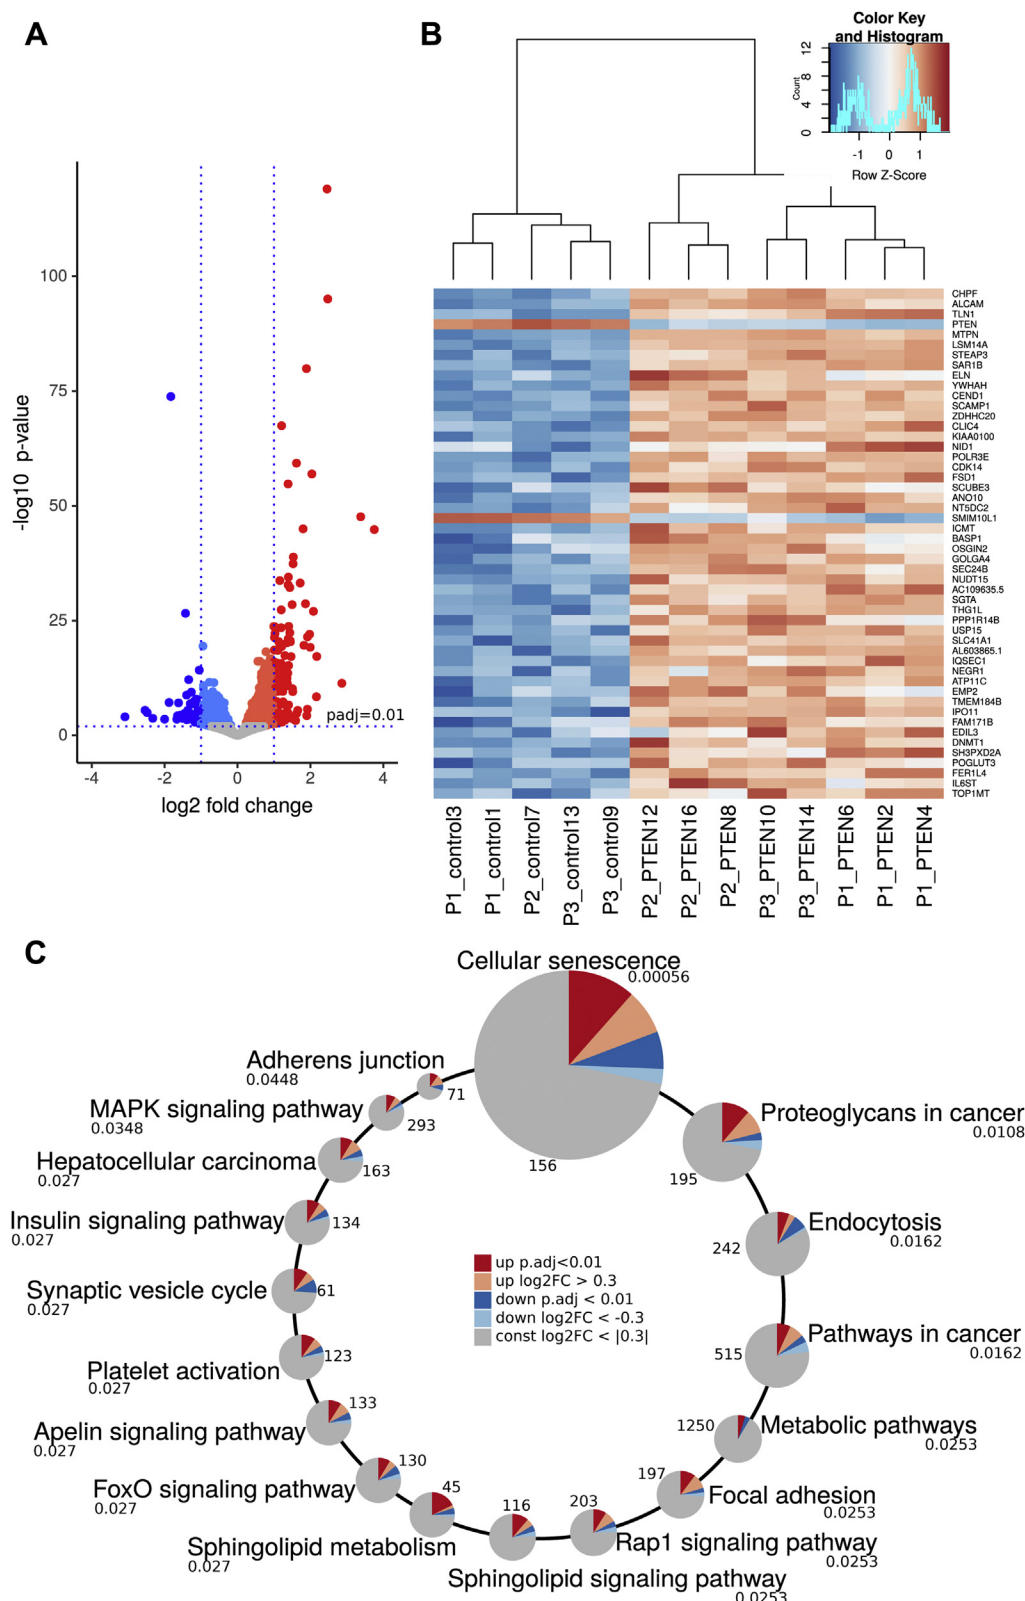 A
100
75
50
25
0
-log10 p-value
padj=0.01
-4 -2 0 2 4
log2 fold change
B
Color Key
and Histogram
12
8
4
0
Count
-1 0 1
Row Z-Score
CHPF
ALCAM
TLN1
PTEN
MTPN
LSM14A
STEAP3
SAR1B
ELN
YWHAH
CEND1
SCAMP1
ZDHHC20
CLIC4
KIAA0100
NID1
POLR3E
CDK14
FSD1
SCUBE3
ANO10
NT5DC2
SMIM10L1
ICMT
BASP1
OSGIN2
GOLGA4
SEC24B
NUDT15
AC109635.5
SGTA
THG1L
PPP1R14B
USP15
SLC41A1
AL603865.1
IQSEC1
NEGR1
ATP11C
EMP2
TMEM184B
IPO11
FAM171B
EDIL3
DNMT1
SH3PXD2A
POGLUT3
FER1L4
IL6ST
TOP1MT
P1_control3
P1_control1
P2_control7
P3_control13
P3_control9
P2_PTEN12
P2_PTEN16
P2_PTEN8
P3_PTEN10
P3_PTEN14
P1_PTEN6
P1_PTEN2
P1_PTEN4
C
Cellular senescence
0.00056
156
Proteoglycans in cancer
0.0108
195
Endocytosis
0.0162
242
Pathways in cancer
0.0162
515
Metabolic pathways
0.0253
1250
Focal adhesion
0.0253
197
Rap1 signaling pathway
0.0253
203
Sphingolipid signaling pathway
0.0253
116
Sphingolipid metabolism
0.027
45
FoxO signaling pathway
0.027
130
Apelin signaling pathway
0.027
133
Platelet activation
0.027
123
Synaptic vesicle cycle
0.027
61
Insulin signaling pathway
0.027
134
Hepatocellular carcinoma
0.027
163
MAPK signaling pathway
0.0348
293
Adherens junction
0.0448
71
up p.adj<0.01
up log2FC > 0.3
down p.adj < 0.01
down log2FC < -0.3
const log2FC < |0.3|